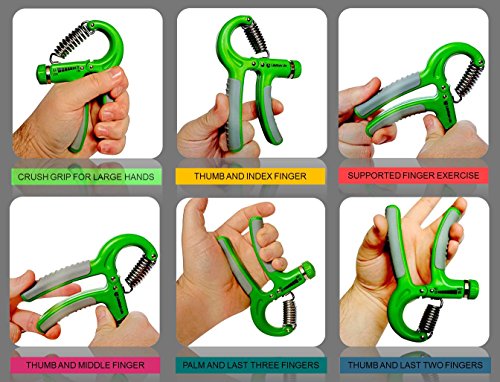 CRUSH GRIP FOR LARGE HANDS
THUMB AND INDEX FINGER
SUPPORTED FINGER EXERCISE
THUMB AND MIDDLE FINGER
PALM AND LAST THREE FINGERS
THUMB AND LAST TWO FINGERS